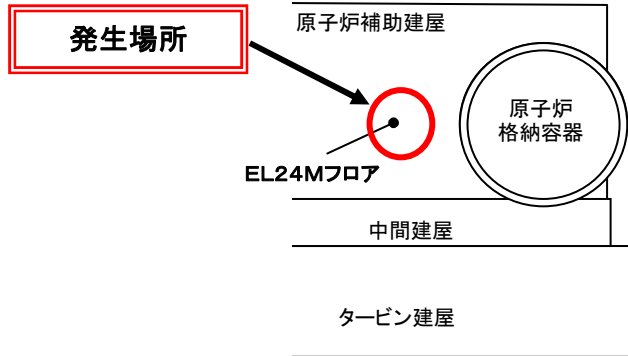 発生場所
原子炉補助建屋
原子炉
格納容器
EL24Mフロア
中間建屋
タービン建屋